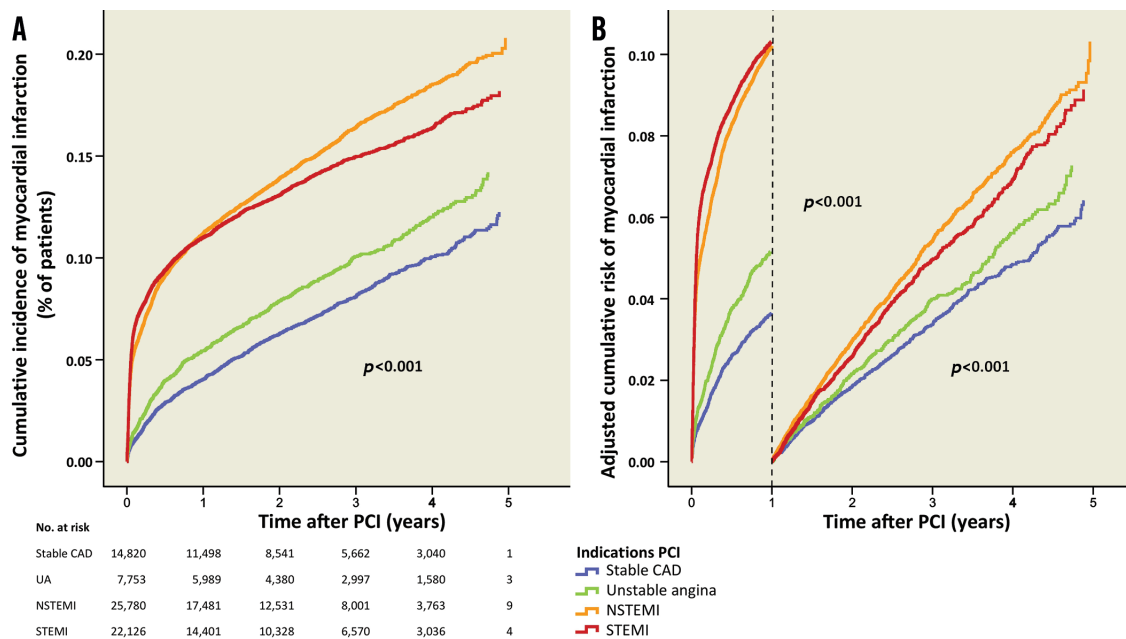 A
Cumulative incidence of myocardial infarction
(% of patients)
0.20
0.15
0.10
0.05
0.00
p<0.001
0 1 2 3 4 5
Time after PCI (years)
B
Adjusted cumulative risk of myocardial infarction
0.10
0.08
0.06
0.04
0.02
0.00
p<0.001
p<0.001
0 1 2 3 4 5
Time after PCI (years)
No. at risk
Stable CAD 14,820 11,498 8,541 5,662 3,040 1
UA 7,753 5,989 4,380 2,997 1,580 3
NSTEMI 25,780 17,481 12,531 8,001 3,763 9
STEMI 22,126 14,401 10,328 6,570 3,036 4
Indications PCI
Stable CAD
Unstable angina
NSTEMI
STEMI